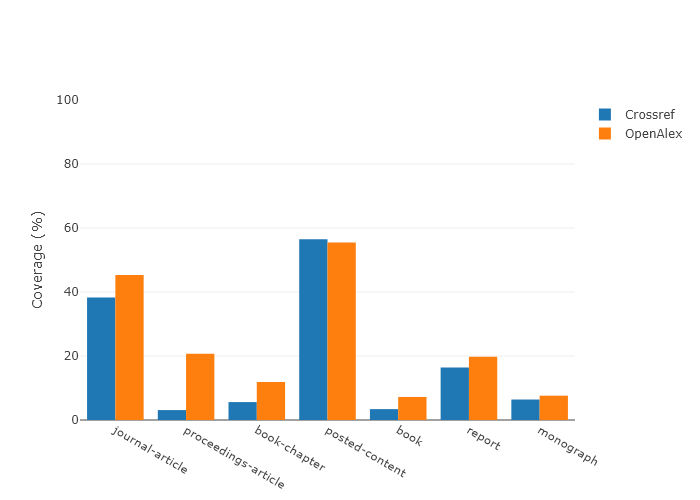 100
80
60
40
20
0
Coverage (%)
journal-article
proceedings-article
book-chapter
posted-content
book
report
monograph
Crossref
OpenAlex